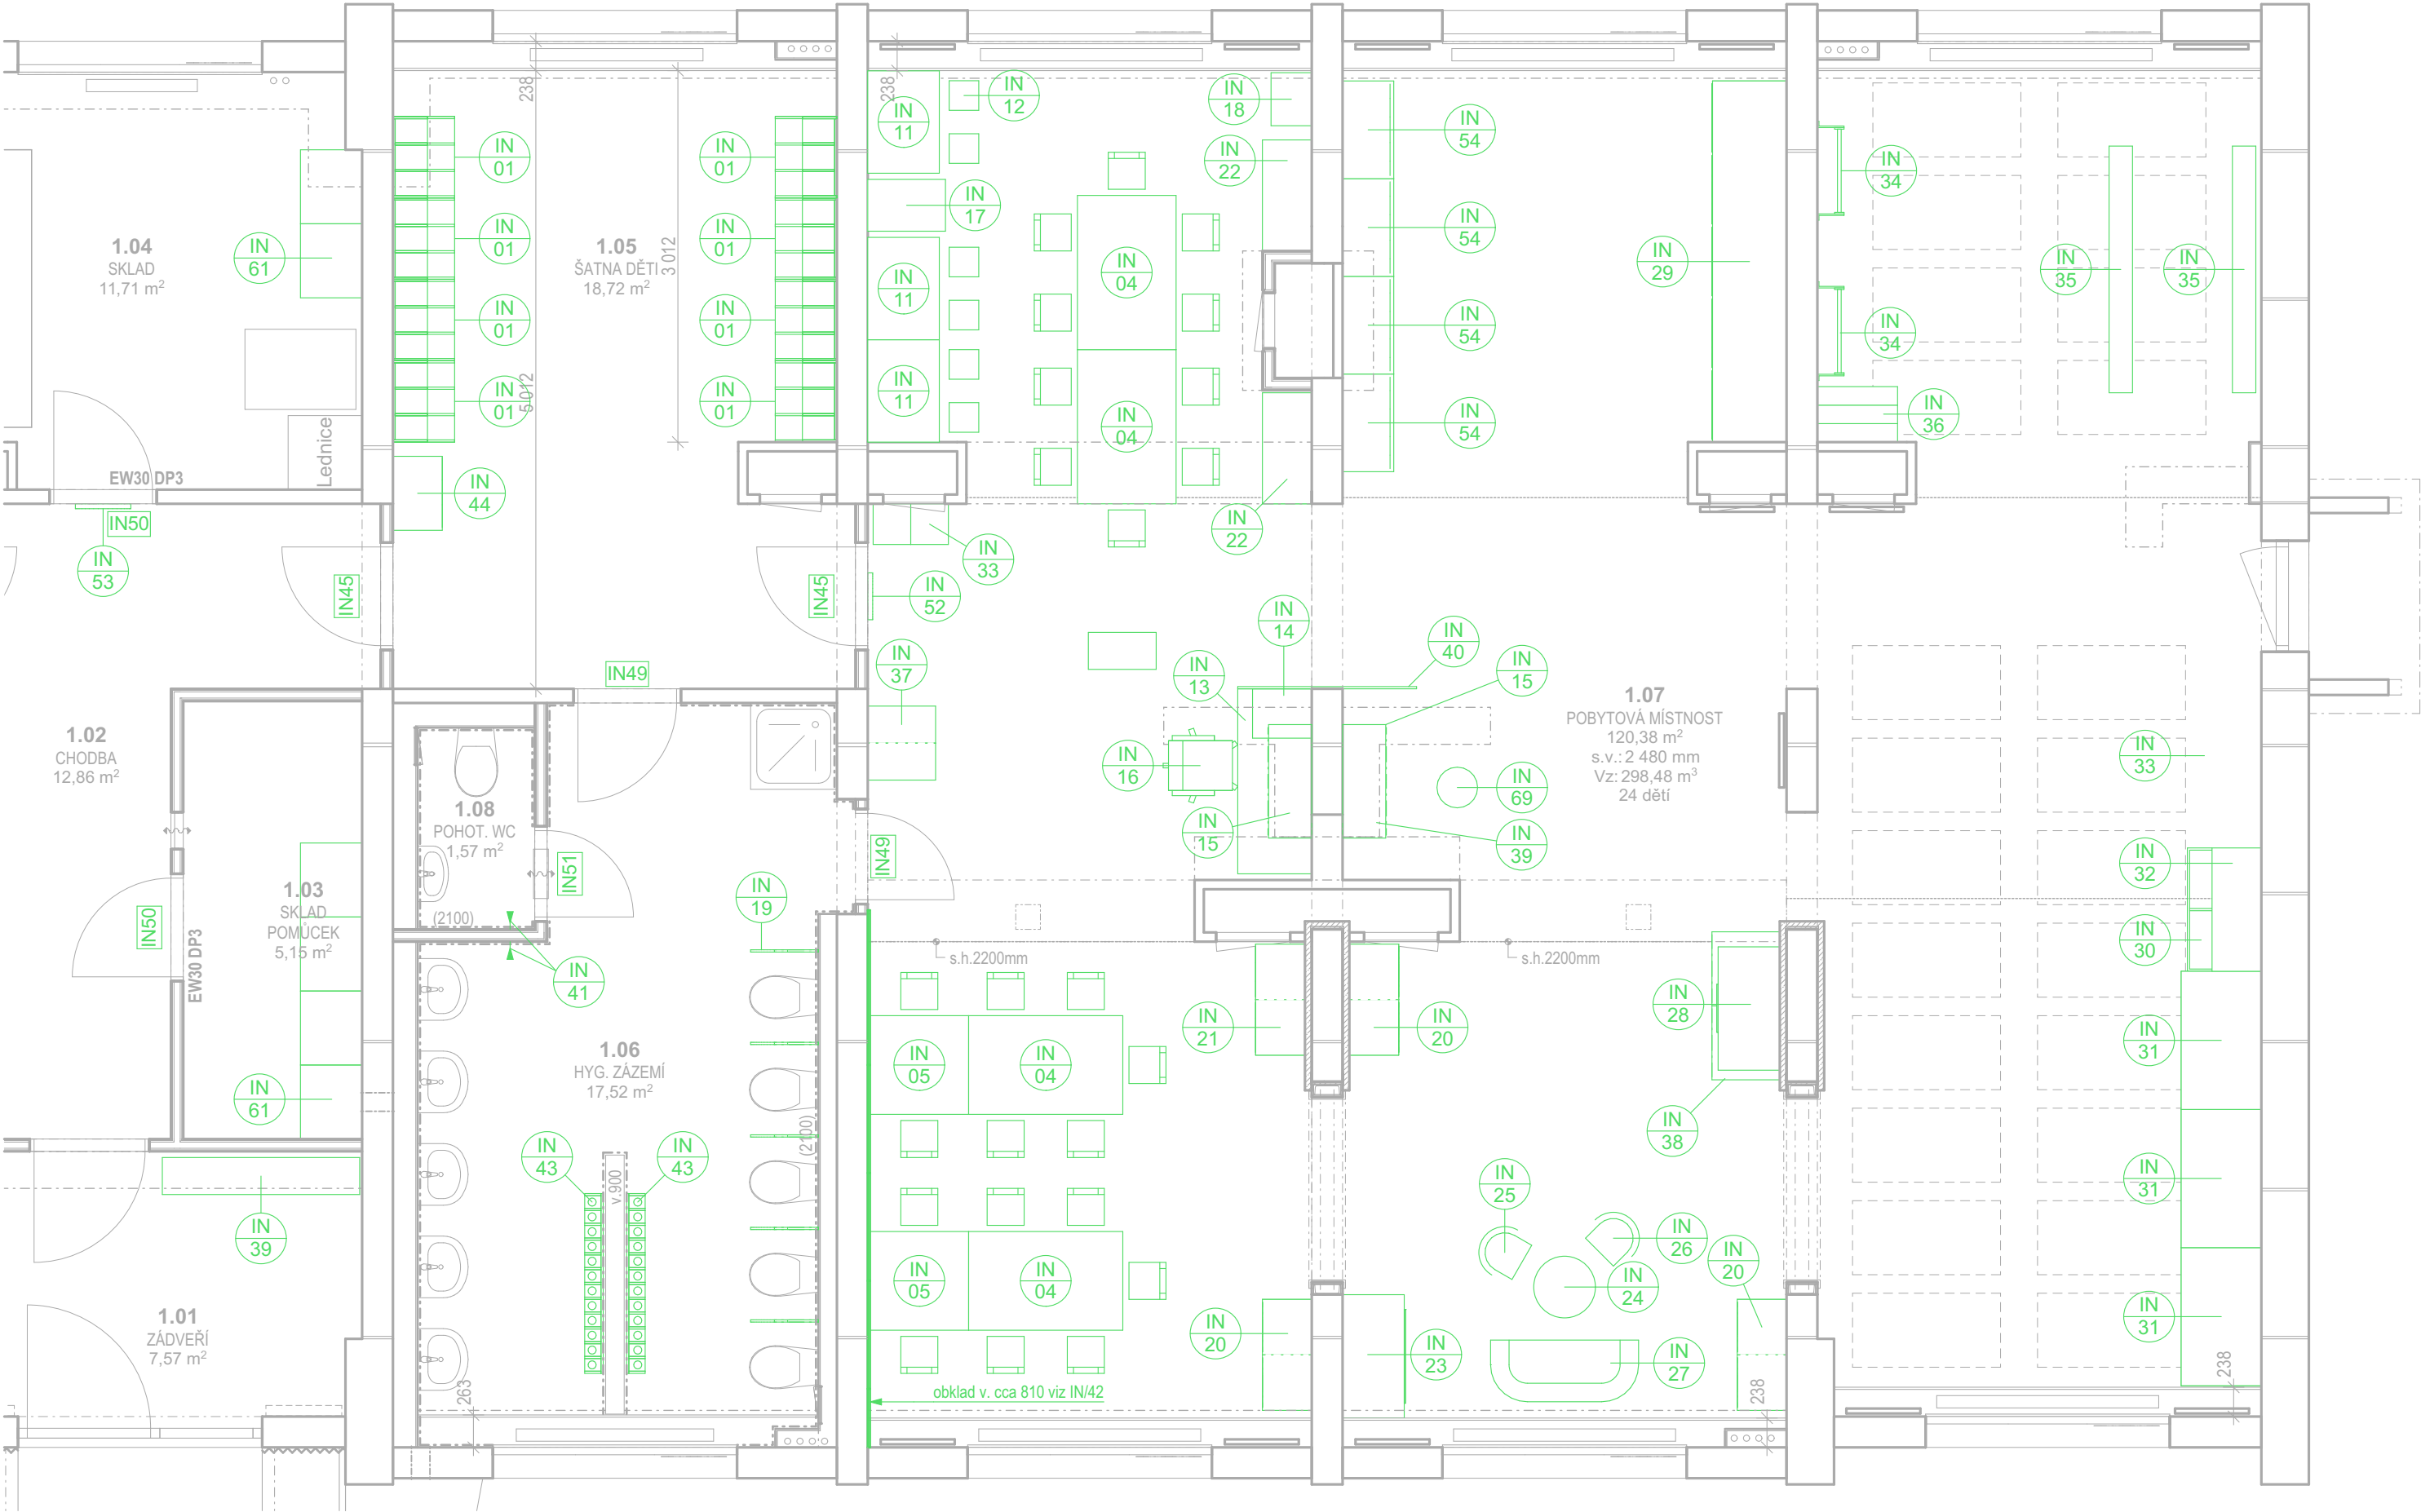 238
238
IN
12
IN
18
IN
11
IN
54
IN
01
IN
01
IN
22
IN
34
IN
17
1.04
SKLAD
11,71 m²
IN
61
IN
01
1.05
ŠATNA DĚTI
18,72 m²
3 012
IN
01
IN
54
IN
29
IN
35
IN
35
IN
11
IN
04
IN
01
IN
01
IN
54
IN
34
IN
01
5 012
IN
01
IN
11
IN
04
IN
54
IN
36
Lednice
EW30 DP3
IN
44
IN50
IN
53
IN
22
IN
33
IN45
IN45
IN
52
IN
14
IN
40
IN49
IN
37
IN
13
IN
15
1.07
POBYTOVÁ MÍSTNOST
120,38 m²
s.v.: 2 480 mm
Vz: 298,48 m³
24 dětí
1.02
CHODBA
12,86 m²
IN
16
IN
69
IN
33
1.08
POHOT. WC
1,57 m²
IN
15
IN
39
IN49
IN51
IN
32
1.03
SKLAD
POMŮCEK
5,15 m²
IN
19
(2100)
IN50
EW30 DP3
IN
30
s.h.2200mm
s.h.2200mm
IN
41
IN
28
IN
21
IN
20
IN
31
1.06
HYG. ZÁZEMÍ
17,52 m²
IN
05
IN
04
IN
61
(2100)
IN
38
IN
43
IN
43
v.900
IN
25
IN
31
IN
39
IN
26
IN
20
IN
05
IN
04
IN
24
1.01
ZÁDVEŘÍ
7,57 m²
IN
20
IN
23
IN
27
IN
31
263
obklad v. cca 810 viz IN/42
238
238